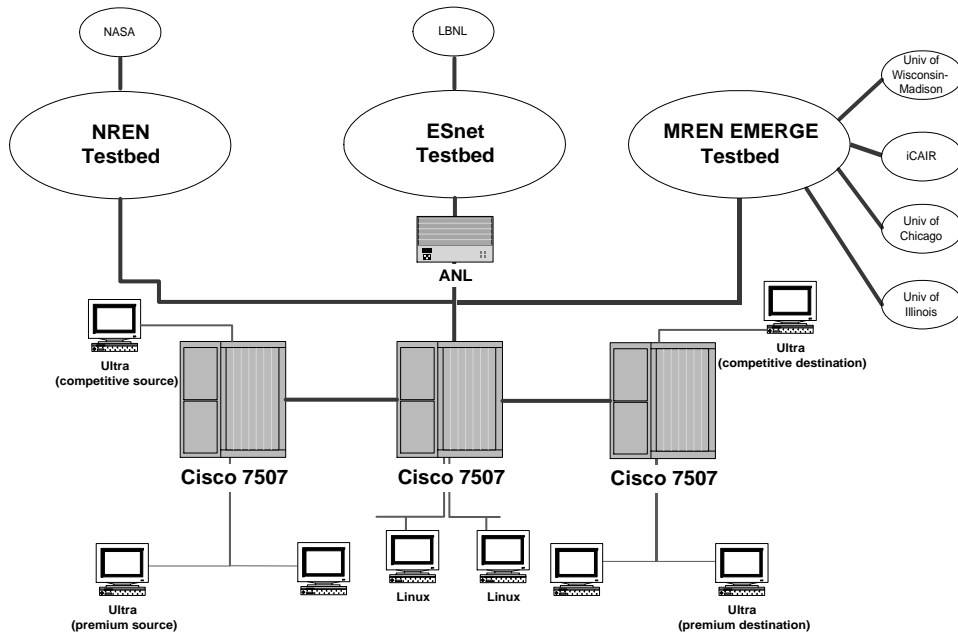 NASA
LBNL
Univ of
Wisconsin-
Madison
NREN
Testbed
ESnet
Testbed
MREN EMERGE
Testbed
iCAIR
Univ of
Chicago
ANL
Univ of
Illinois
Ultra
(competitive source)
Ultra
(competitive destination)
Cisco 7507
Cisco 7507
Cisco 7507
Linux
Linux
Ultra
(premium source)
Ultra
(premium destination)